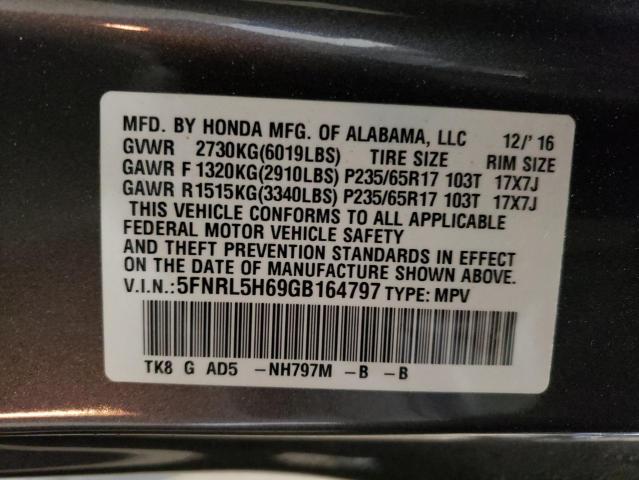 MFD. BY HONDA MFG. OF ALABAMA, LLC 12/'16
GVWR 2730KG(6019LBS) TIRE SIZE RIM SIZE
GAWR F 1320KG(2910LBS) P235/65R17 103T 17X7J
GAWR R 1515KG(3340LBS) P235/65R17 103T 17X7J
THIS VEHICLE CONFORMS TO ALL APPLICABLE
FEDERAL MOTOR VEHICLE SAFETY
AND THEFT PREVENTION STANDARDS IN EFFECT
ON THE DATE OF MANUFACTURE SHOWN ABOVE.
V.I.N.:5FNRL5H69GB164797 TYPE: MPV
TK8 G AD5 -NH797M -B -B